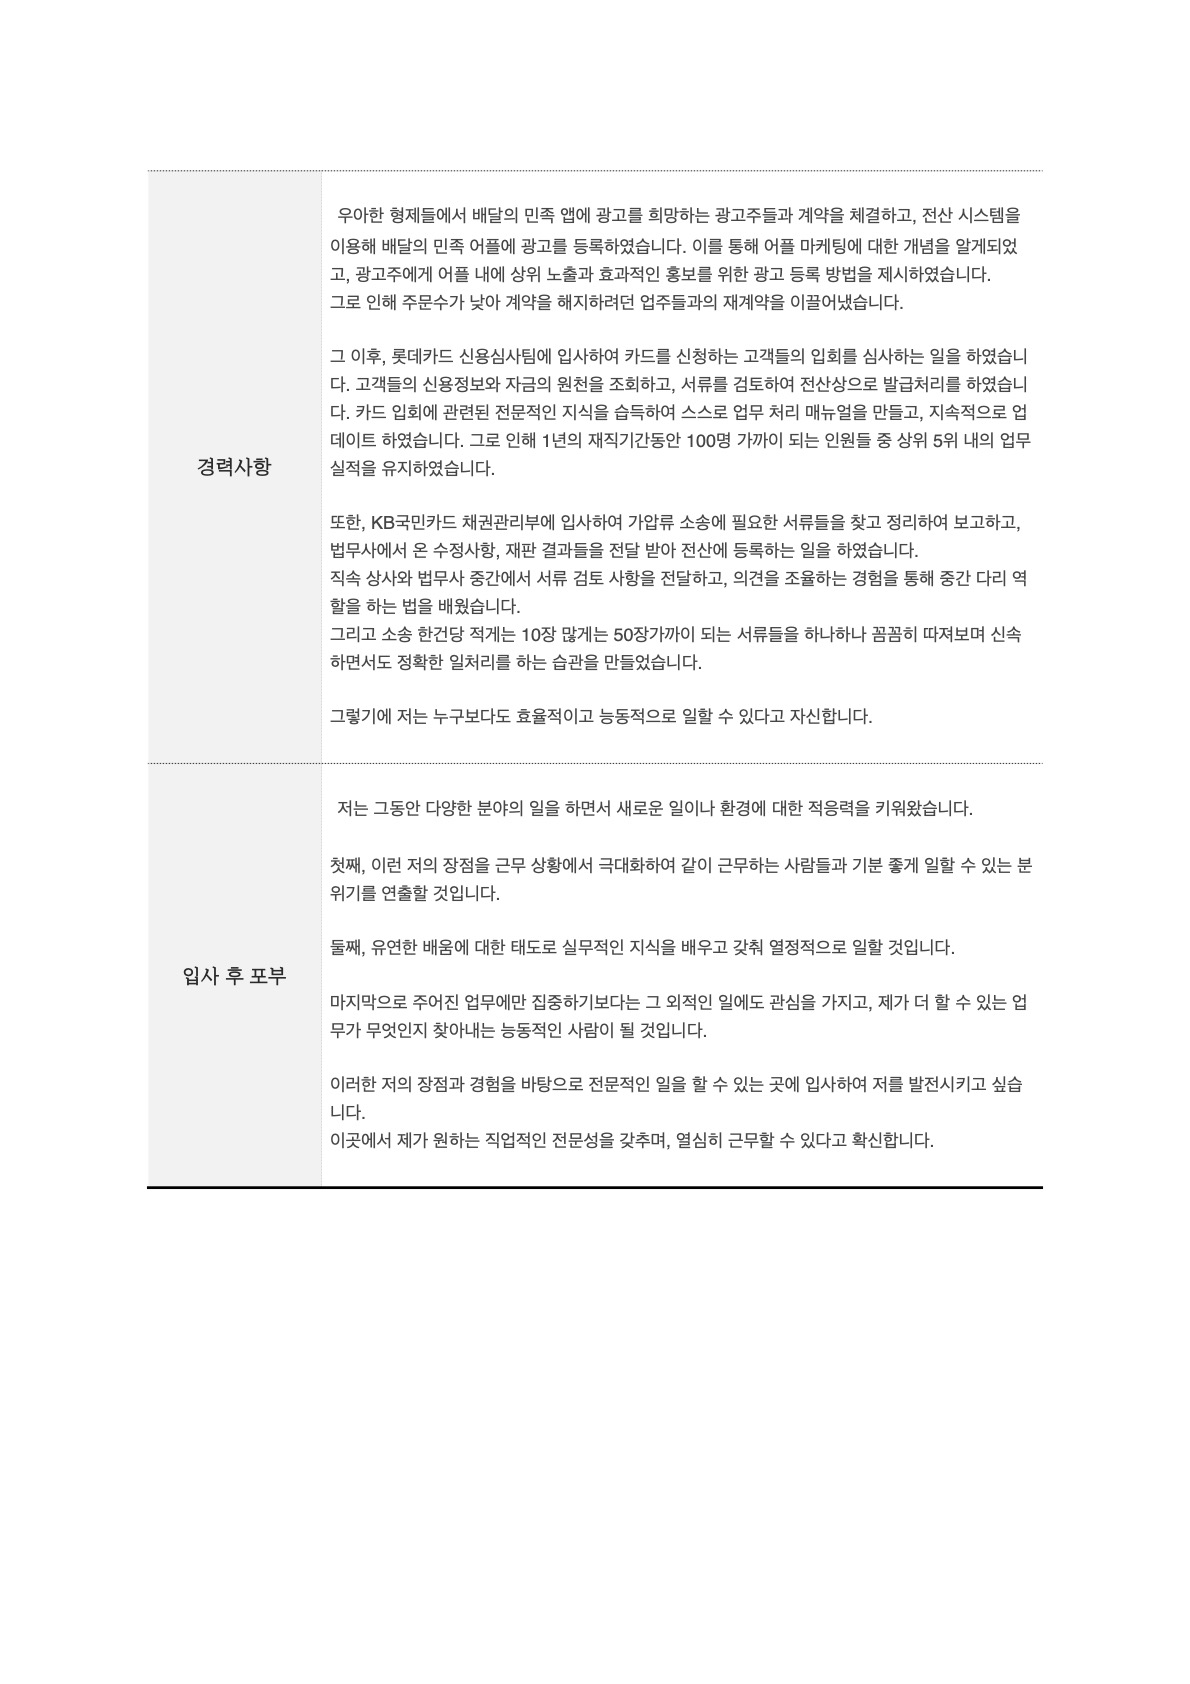 경력사항
우아한 형제들에서 배달의 민족 앱에 광고를 희망하는 광고주들과 계약을 체결하고, 전산 시스템을
이용해 배달의 민족 어플에 광고를 등록하였습니다. 이를 통해 어플 마케팅에 대한 개념을 알게되었
고, 광고주에게 어플 내에 상위 노출과 효과적인 홍보를 위한 광고 등록 방법을 제시하였습니다.
그로 인해 주문수가 낮아 계약을 해지하려던 업주들과의 재계약을 이끌어냈습니다.
그 이후, 롯데카드 신용심사팀에 입사하여 카드를 신청하는 고객들의 입회를 심사하는 일을 하였습니
다. 고객들의 신용정보와 자금의 원천을 조회하고, 서류를 검토하여 전산상으로 발급처리를 하였습니
다. 카드 입회에 관련된 전문적인 지식을 습득하여 스스로 업무 처리 매뉴얼을 만들고, 지속적으로 업
데이트 하였습니다. 그로 인해 1년의 재직기간동안 100명 가까이 되는 인원들 중 상위 5위 내의 업무
실적을 유지하였습니다.
또한, KB국민카드 채권관리부에 입사하여 가압류 소송에 필요한 서류들을 찾고 정리하여 보고하고,
법무사에서 온 수정사항, 재판 결과들을 전달 받아 전산에 등록하는 일을 하였습니다.
직속 상사와 법무사 중간에서 서류 검토 사항을 전달하고, 의견을 조율하는 경험을 통해 중간 다리 역
할을 하는 법을 배웠습니다.
그리고 소송 한건당 적게는 10장 많게는 50장가까이 되는 서류들을 하나하나 꼼꼼히 따져보며 신속
하면서도 정확한 일처리를 하는 습관을 만들었습니다.
그렇기에 저는 누구보다도 효율적이고 능동적으로 일할 수 있다고 자신합니다.
입사 후 포부
저는 그동안 다양한 분야의 일을 하면서 새로운 일이나 환경에 대한 적응력을 키워왔습니다.
첫째, 이런 저의 장점을 근무 상황에서 극대화하여 같이 근무하는 사람들과 기분 좋게 일할 수 있는 분
위기를 연출할 것입니다.
둘째, 유연한 배움에 대한 태도로 실무적인 지식을 배우고 갖춰 열정적으로 일할 것입니다.
마지막으로 주어진 업무에만 집중하기보다는 그 외적인 일에도 관심을 가지고, 제가 더 할 수 있는 업
무가 무엇인지 찾아내는 능동적인 사람이 될 것입니다.
이러한 저의 장점과 경험을 바탕으로 전문적인 일을 할 수 있는 곳에 입사하여 저를 발전시키고 싶습
니다.
이곳에서 제가 원하는 직업적인 전문성을 갖추며, 열심히 근무할 수 있다고 확신합니다.